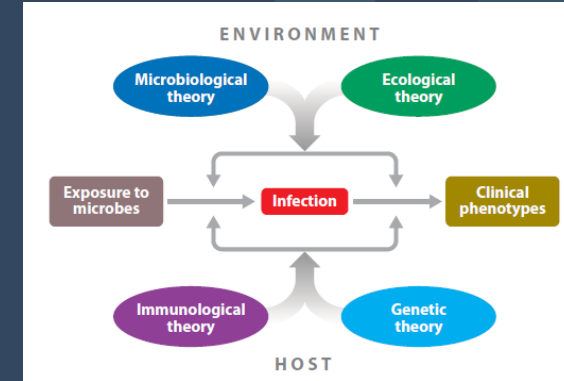 ENVIRONMENT
Microbiological
theory
Ecological
theory
Exposure to
microbes
Infection
Clinical
phenotypes
Immunological
theory
Genetic
theory
HOST